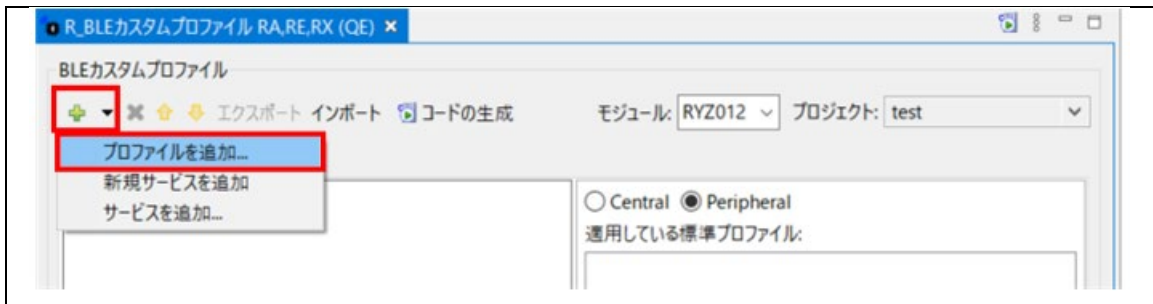 R_BLEカスタムプロファイル RA,RE,RX (QE)
BLEカスタムプロファイル
エクスポート インポート コードの生成 モジュール: RYZ012 プロジェクト: test
プロファイルを追加...
新規サービスを追加
サービスを追加...
Central Peripheral
適用している標準プロファイル: